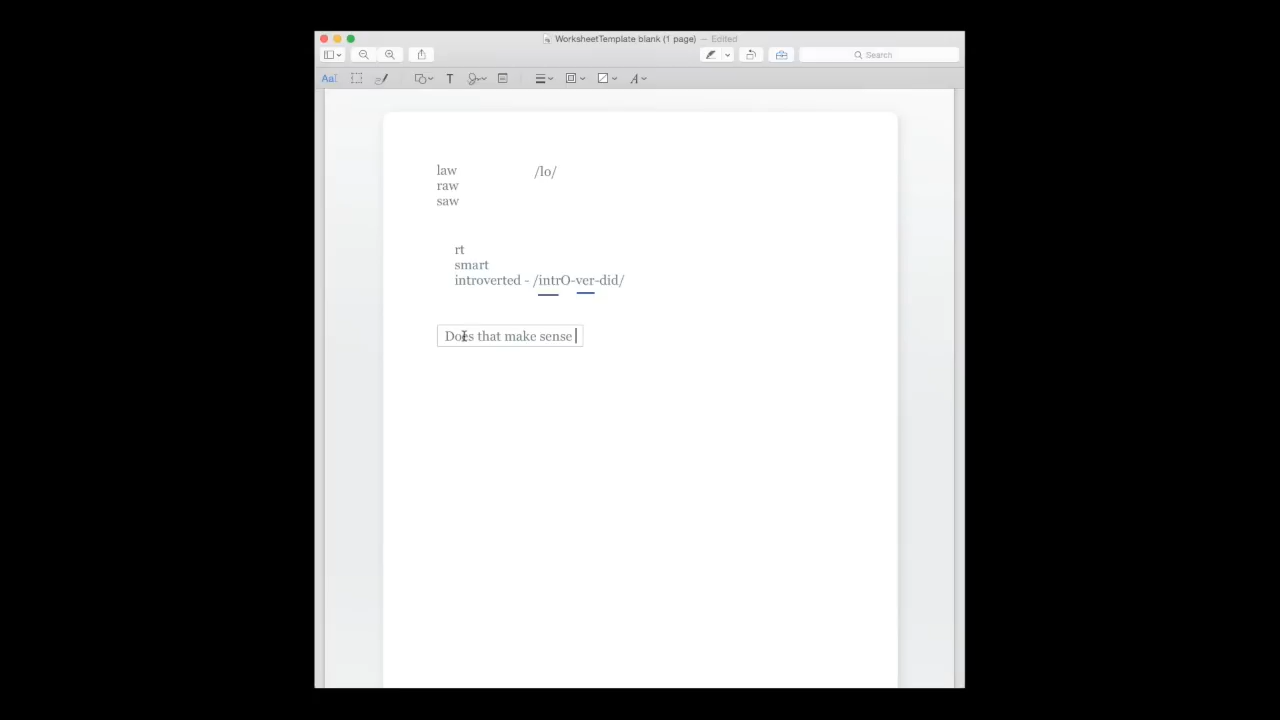 WorksheetTemplate blank (1 page) — Edited
Search
AaI
T
A
law /lo/
raw
saw
rt
smart
introverted - /intrO-ver-did/
Does that make sense